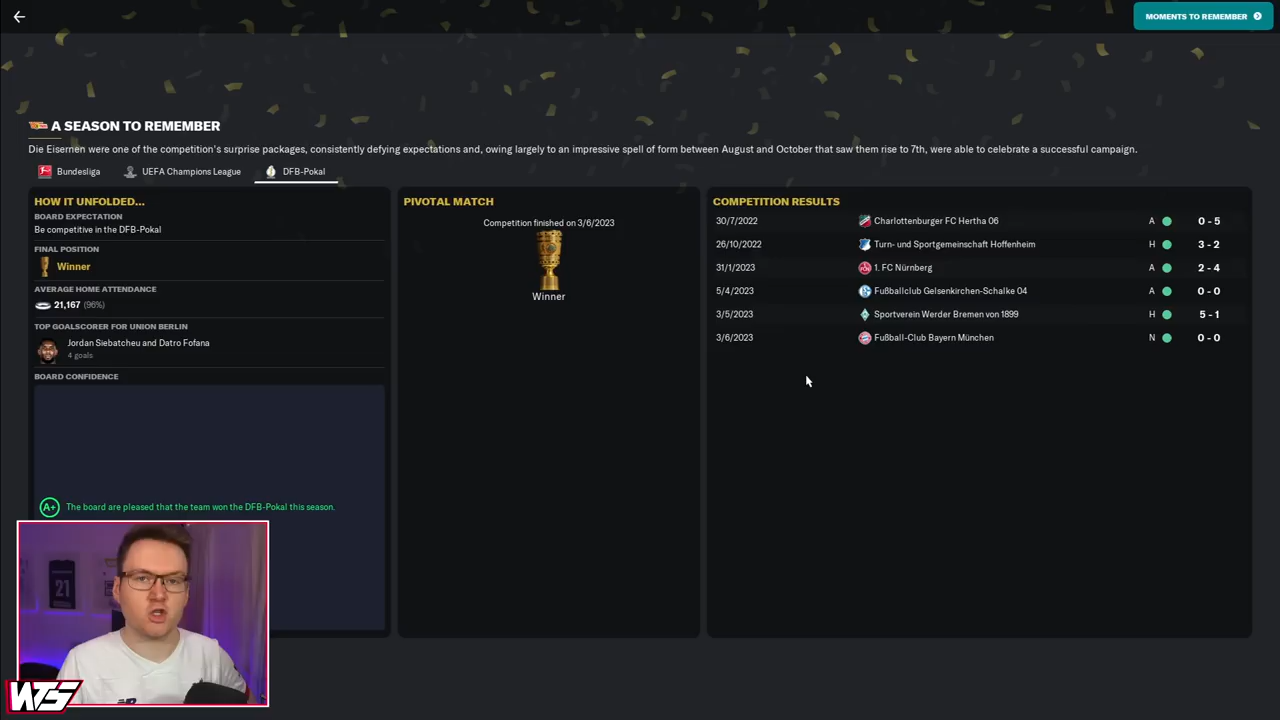 MOMENTS TO REMEMBER
A SEASON TO REMEMBER
Die Eisernen were one of the competition's surprise packages, consistently defying expectations and, owing largely to an impressive spell of form between August and October that saw them rise to 7th, were able to celebrate a successful campaign.
Bundesliga UEFA Champions League DFB-Pokal
HOW IT UNFOLDED...
BOARD EXPECTATION
Be competitive in the DFB-Pokal
FINAL POSITION
Winner
AVERAGE HOME ATTENDANCE
21,167 (96%)
TOP GOALSCORER FOR UNION BERLIN
Jordan Siebatcheu and Datro Fofana
4 goals
BOARD CONFIDENCE
A+ The board are pleased that the team won the DFB-Pokal this season.
PIVOTAL MATCH
Competition finished on 3/6/2023
Winner
COMPETITION RESULTS
30/7/2022 Charlottenburger FC Hertha 06 A 0 - 5
26/10/2022 Turn- und Sportgemeinschaft Hoffenheim H 3 - 2
31/1/2023 1. FC Nürnberg A 2 - 4
5/4/2023 Fußballclub Gelsenkirchen-Schalke 04 A 0 - 0
3/5/2023 Sportverein Werder Bremen von 1899 H 5 - 1
3/6/2023 Fußball-Club Bayern München N 0 - 0
21
WTS